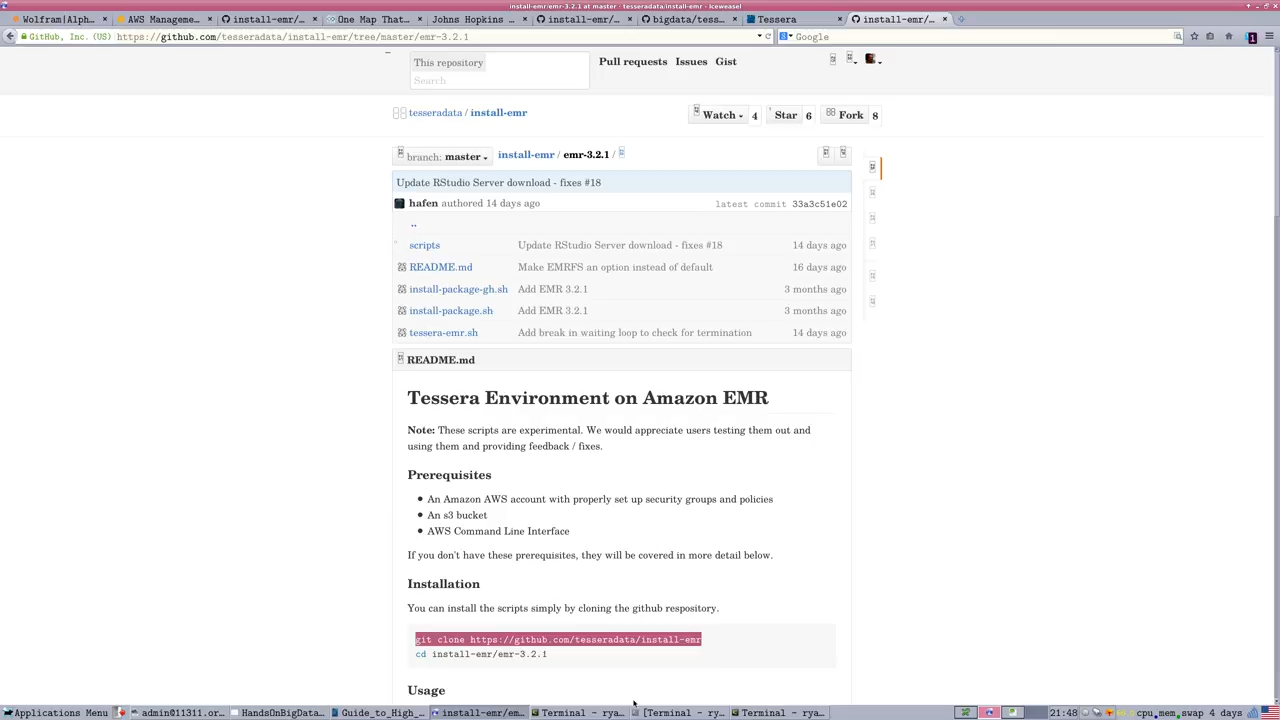 install-emr/emr-3.2.1 at master · tesseradata/install-emr - Iceweasel
Wolfram|Alph... × AWS Manageme... × install-emr/... × One Map That... × Johns Hopkins ... × install-emr/... × bigdata/tess... × Tessera × install-emr/... ×
GitHub, Inc. (US) https://github.com/tesseradata/install-emr/tree/master/emr-3.2.1 Google
This repository Pull requests Issues Gist
Search
tesseradata / install-emr Watch 4 Star 6 Fork 8
branch: master install-emr / emr-3.2.1 /
Update RStudio Server download - fixes #18
hafen authored 14 days ago latest commit 33a3c51e02
..
scripts Update RStudio Server download - fixes #18 14 days ago
README.md Make EMRFS an option instead of default 16 days ago
install-package-gh.sh Add EMR 3.2.1 3 months ago
install-package.sh Add EMR 3.2.1 3 months ago
tessera-emr.sh Add break in waiting loop to check for termination 14 days ago
README.md
Tessera Environment on Amazon EMR
Note: These scripts are experimental. We would appreciate users testing them out and
using them and providing feedback / fixes.
Prerequisites
• An Amazon AWS account with properly set up security groups and policies
• An s3 bucket
• AWS Command Line Interface
If you don't have these prerequisites, they will be covered in more detail below.
Installation
You can install the scripts simply by cloning the github respository.
git clone https://github.com/tesseradata/install-emr
cd install-emr/emr-3.2.1
Usage
Applications Menu admin@11311.or... HandsOnBigData... Guide_to_High_... install-emr/em... Terminal - rya... [Terminal - ry... Terminal - rya... 21:48 cpu mem swap 4 days